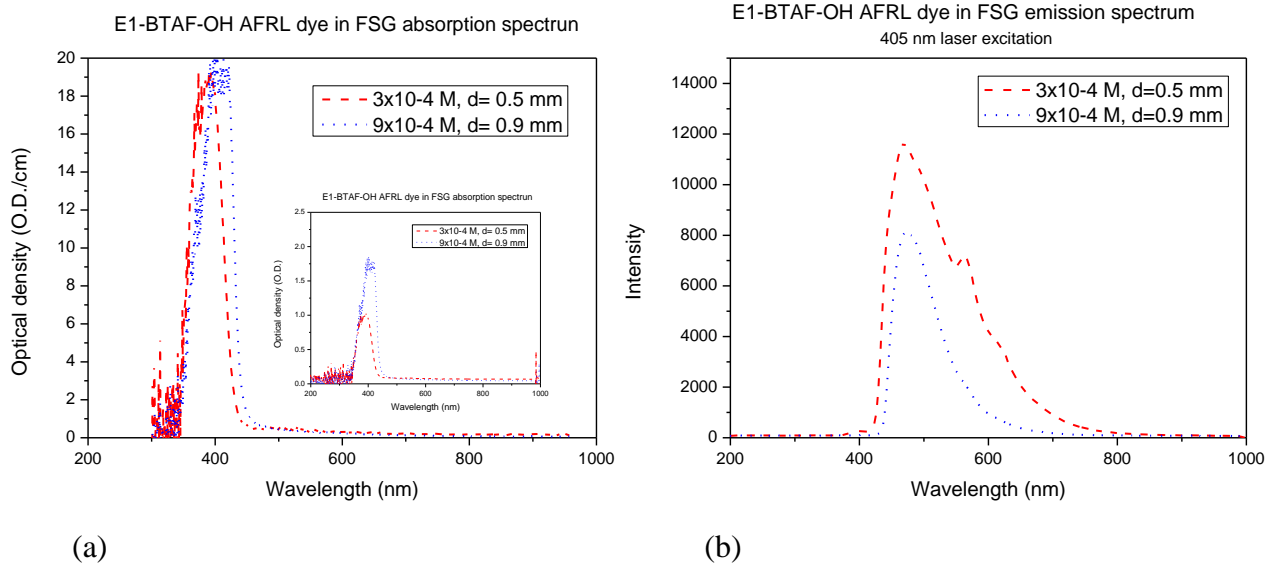 E1-BTAF-OH AFRL dye in FSG absorption spectrun
20
18
16
14
12
10
8
6
4
2
0
200
400
600
800
1000
Optical density (O.D./cm)
Wavelength (nm)
3x10-4 M, d= 0.5 mm
9x10-4 M, d= 0.9 mm
E1-BTAF-OH AFRL dye in FSG absorption spectrun
2.5
2.0
1.5
1.0
0.5
0.0
200
400
600
800
1000
Optical density (O.D.)
Wavelength (nm)
3x10-4 M, d= 0.5 mm
9x10-4 M, d= 0.9 mm
(a)
E1-BTAF-OH AFRL dye in FSG emission spectrum
405 nm laser excitation
14000
12000
10000
8000
6000
4000
2000
0
200
400
600
800
1000
Intensity
Wavelength (nm)
3x10-4 M, d=0.5 mm
9x10-4 M, d=0.9 mm
(b)